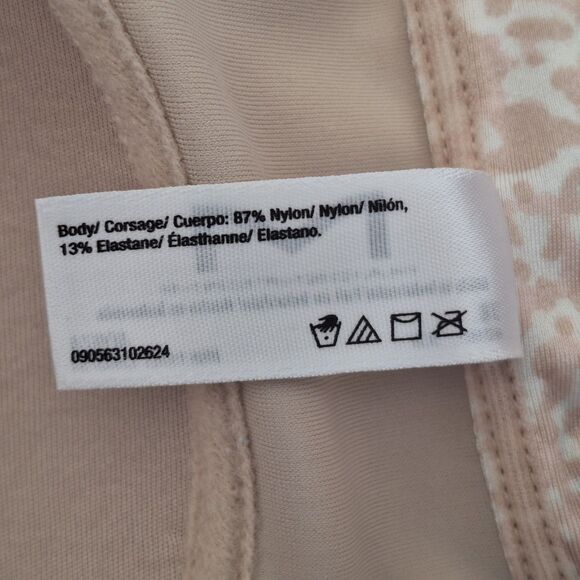 Body/ Corsage/ Cuerpo: 87% Nylon/ Nylon/ Nilón,
13% Elastane/ Élasthanne/ Elastano.
090563102624